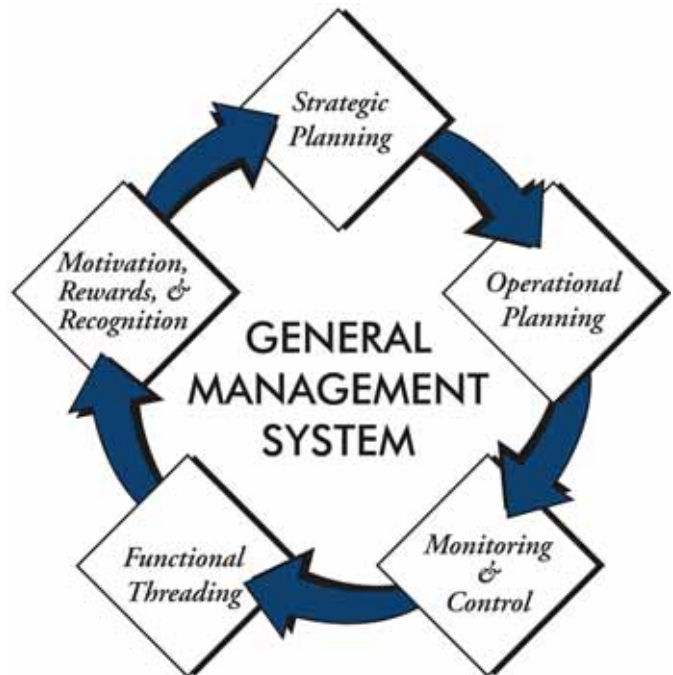 Strategic
Planning
Operational
Planning
Monitoring
&
Control
Functional
Threading
Motivation,
Rewards, &
Recognition
GENERAL
MANAGEMENT
SYSTEM